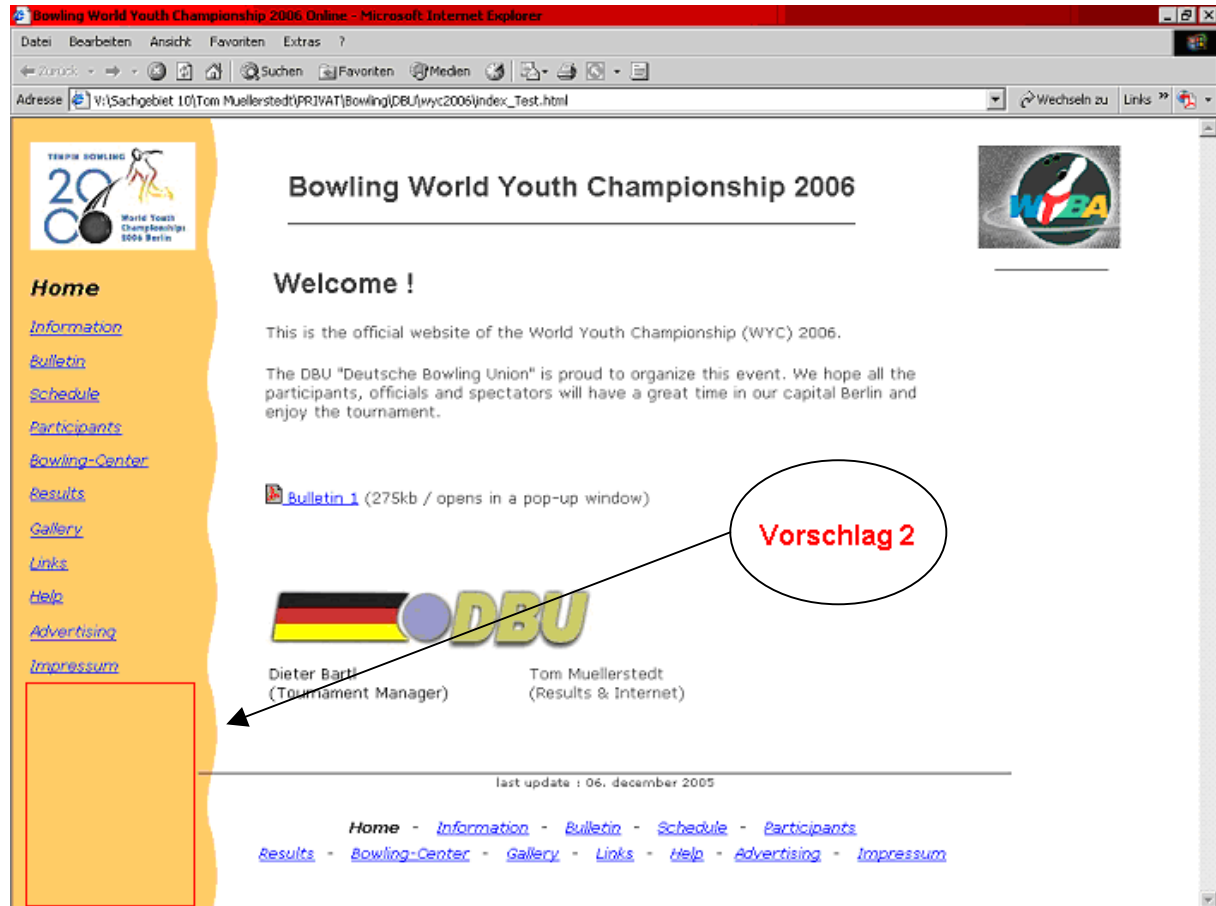 Bowling World Youth Championship 2006 Online - Microsoft Internet Explorer
Datei Bearbeiten Ansicht Favoriten Extras ?
Zurück Suchen Favoriten Medien
Adresse V:\Sachgebiet 10\Tom Muellerstedt\PRIVAT\Bowling\DBU\wyc2006\index_Test.html Wechseln zu Links »
TENPIN BOWLING
2006
World Youth
Championships
2006 Berlin
Bowling World Youth Championship 2006
WTBA
Home
Information
Bulletin
Schedule
Participants
Bowling-Center
Results
Gallery
Links
Help
Advertising
Impressum
Welcome !
This is the official website of the World Youth Championship (WYC) 2006.
The DBU "Deutsche Bowling Union" is proud to organize this event. We hope all the
participants, officials and spectators will have a great time in our capital Berlin and
enjoy the tournament.
Bulletin 1 (275kb / opens in a pop-up window)
Vorschlag 2
DBU
Dieter Bartl Tom Muellerstedt
(Tournament Manager) (Results & Internet)
last update : 06. december 2005
Home - Information - Bulletin - Schedule - Participants
Results - Bowling-Center - Gallery - Links - Help - Advertising - Impressum